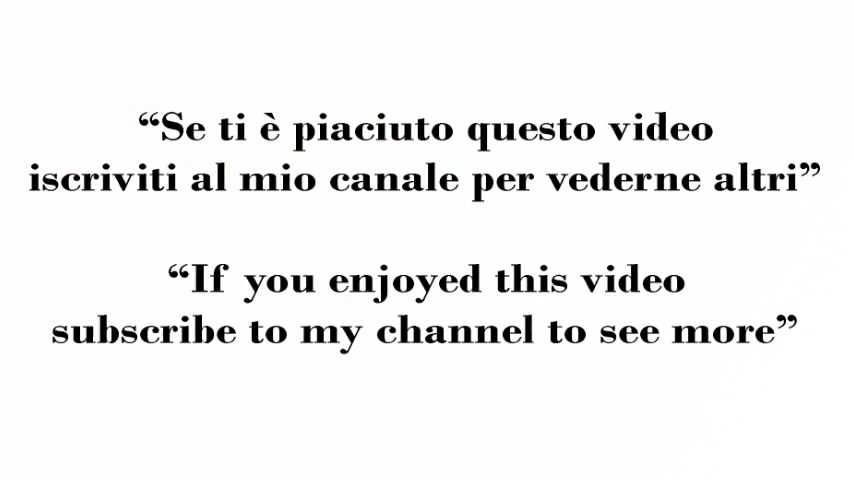 “Se ti è piaciuto questo video
iscriviti al mio canale per vederne altri”
“If you enjoyed this video
subscribe to my channel to see more”